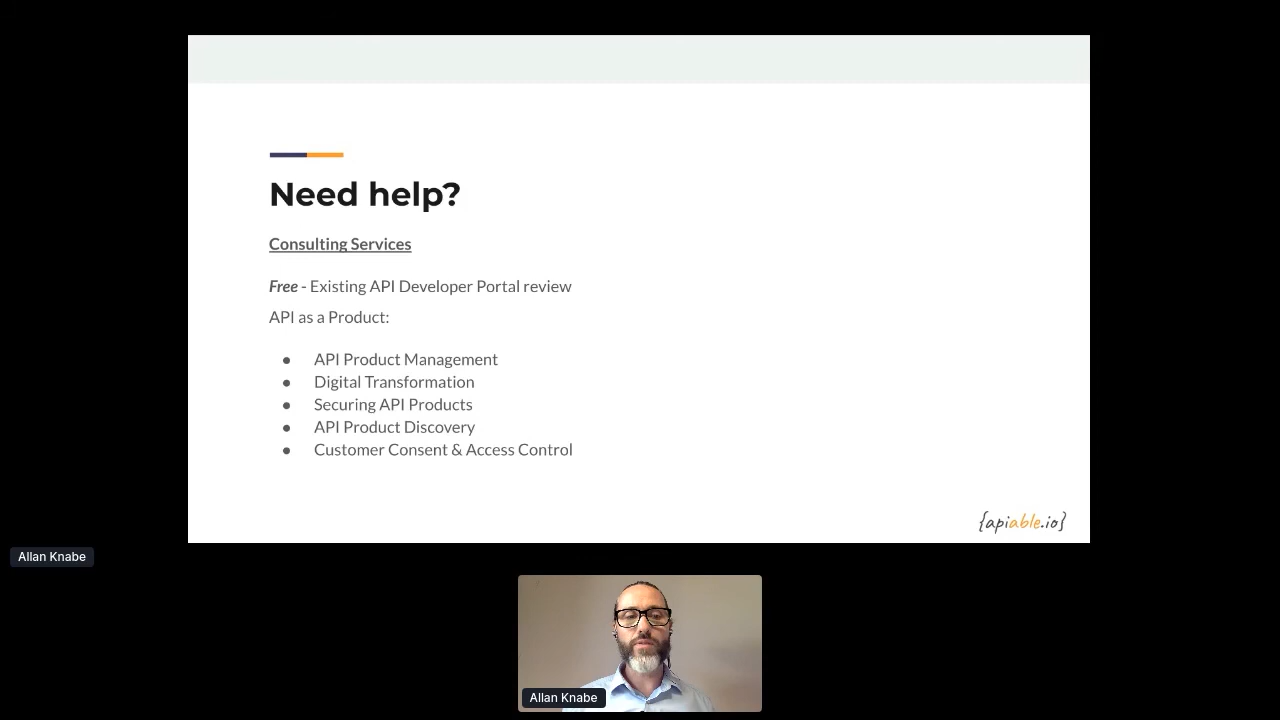 Need help?
Consulting Services
Free - Existing API Developer Portal review
API as a Product:
● API Product Management
● Digital Transformation
● Securing API Products
● API Product Discovery
● Customer Consent & Access Control
{apiable.io}
Allan Knabe
Allan Knabe